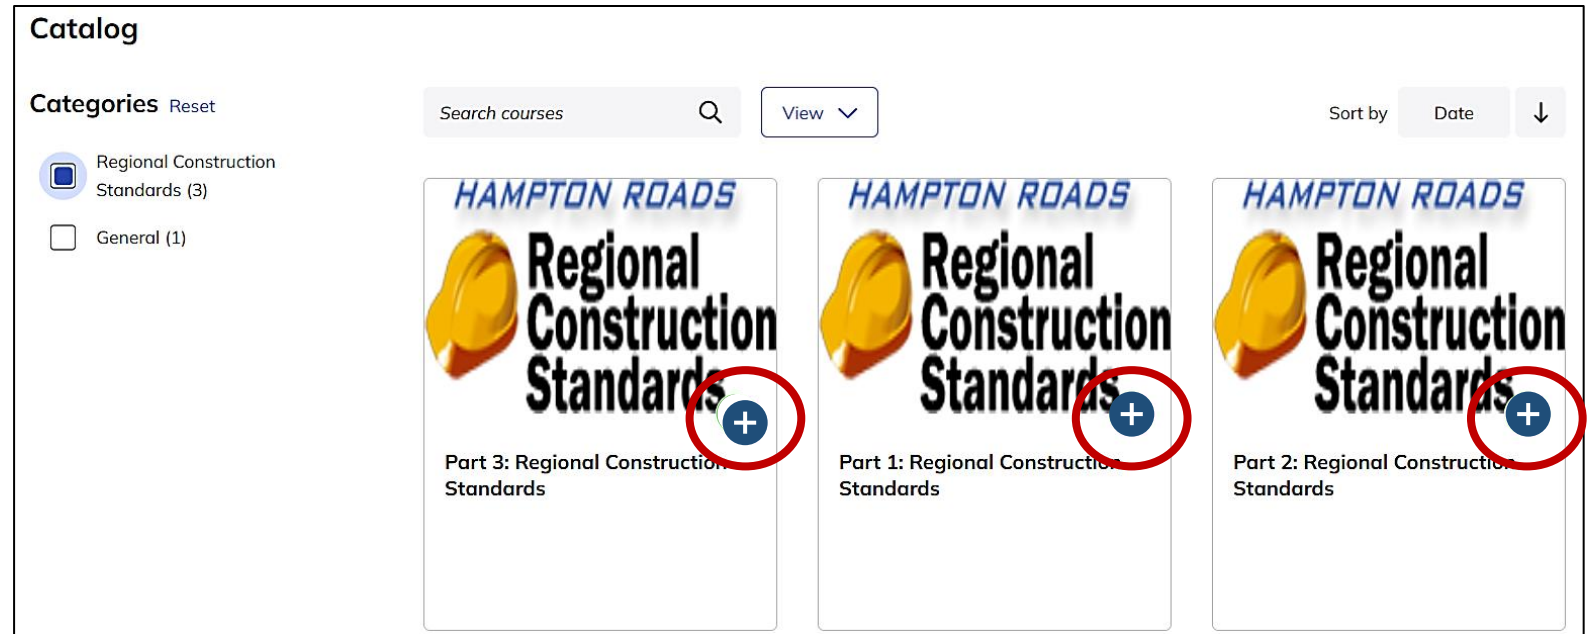 Catalog
Categories Reset
Regional Construction
Standards (3)
General (1)
Search courses
View
Sort by Date
HAMPTON ROADS
Regional
Construction
Standards
Part 3: Regional Construction
Standards
HAMPTON ROADS
Regional
Construction
Standards
Part 1: Regional Construction
Standards
HAMPTON ROADS
Regional
Construction
Standards
Part 2: Regional Construction
Standards